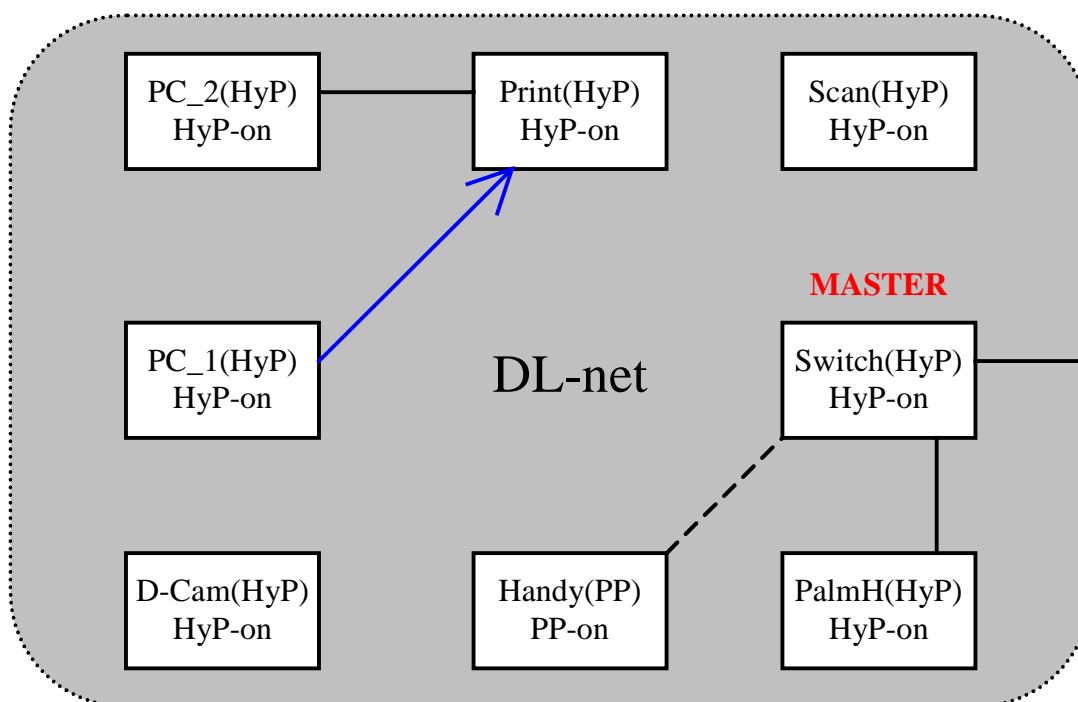 PC_2(HyP)
HyP-on
Print(HyP)
HyP-on
Scan(HyP)
HyP-on
MASTER
PC_1(HyP)
HyP-on
DL-net
Switch(HyP)
HyP-on
D-Cam(HyP)
HyP-on
Handy(PP)
PP-on
PalmH(HyP)
HyP-on